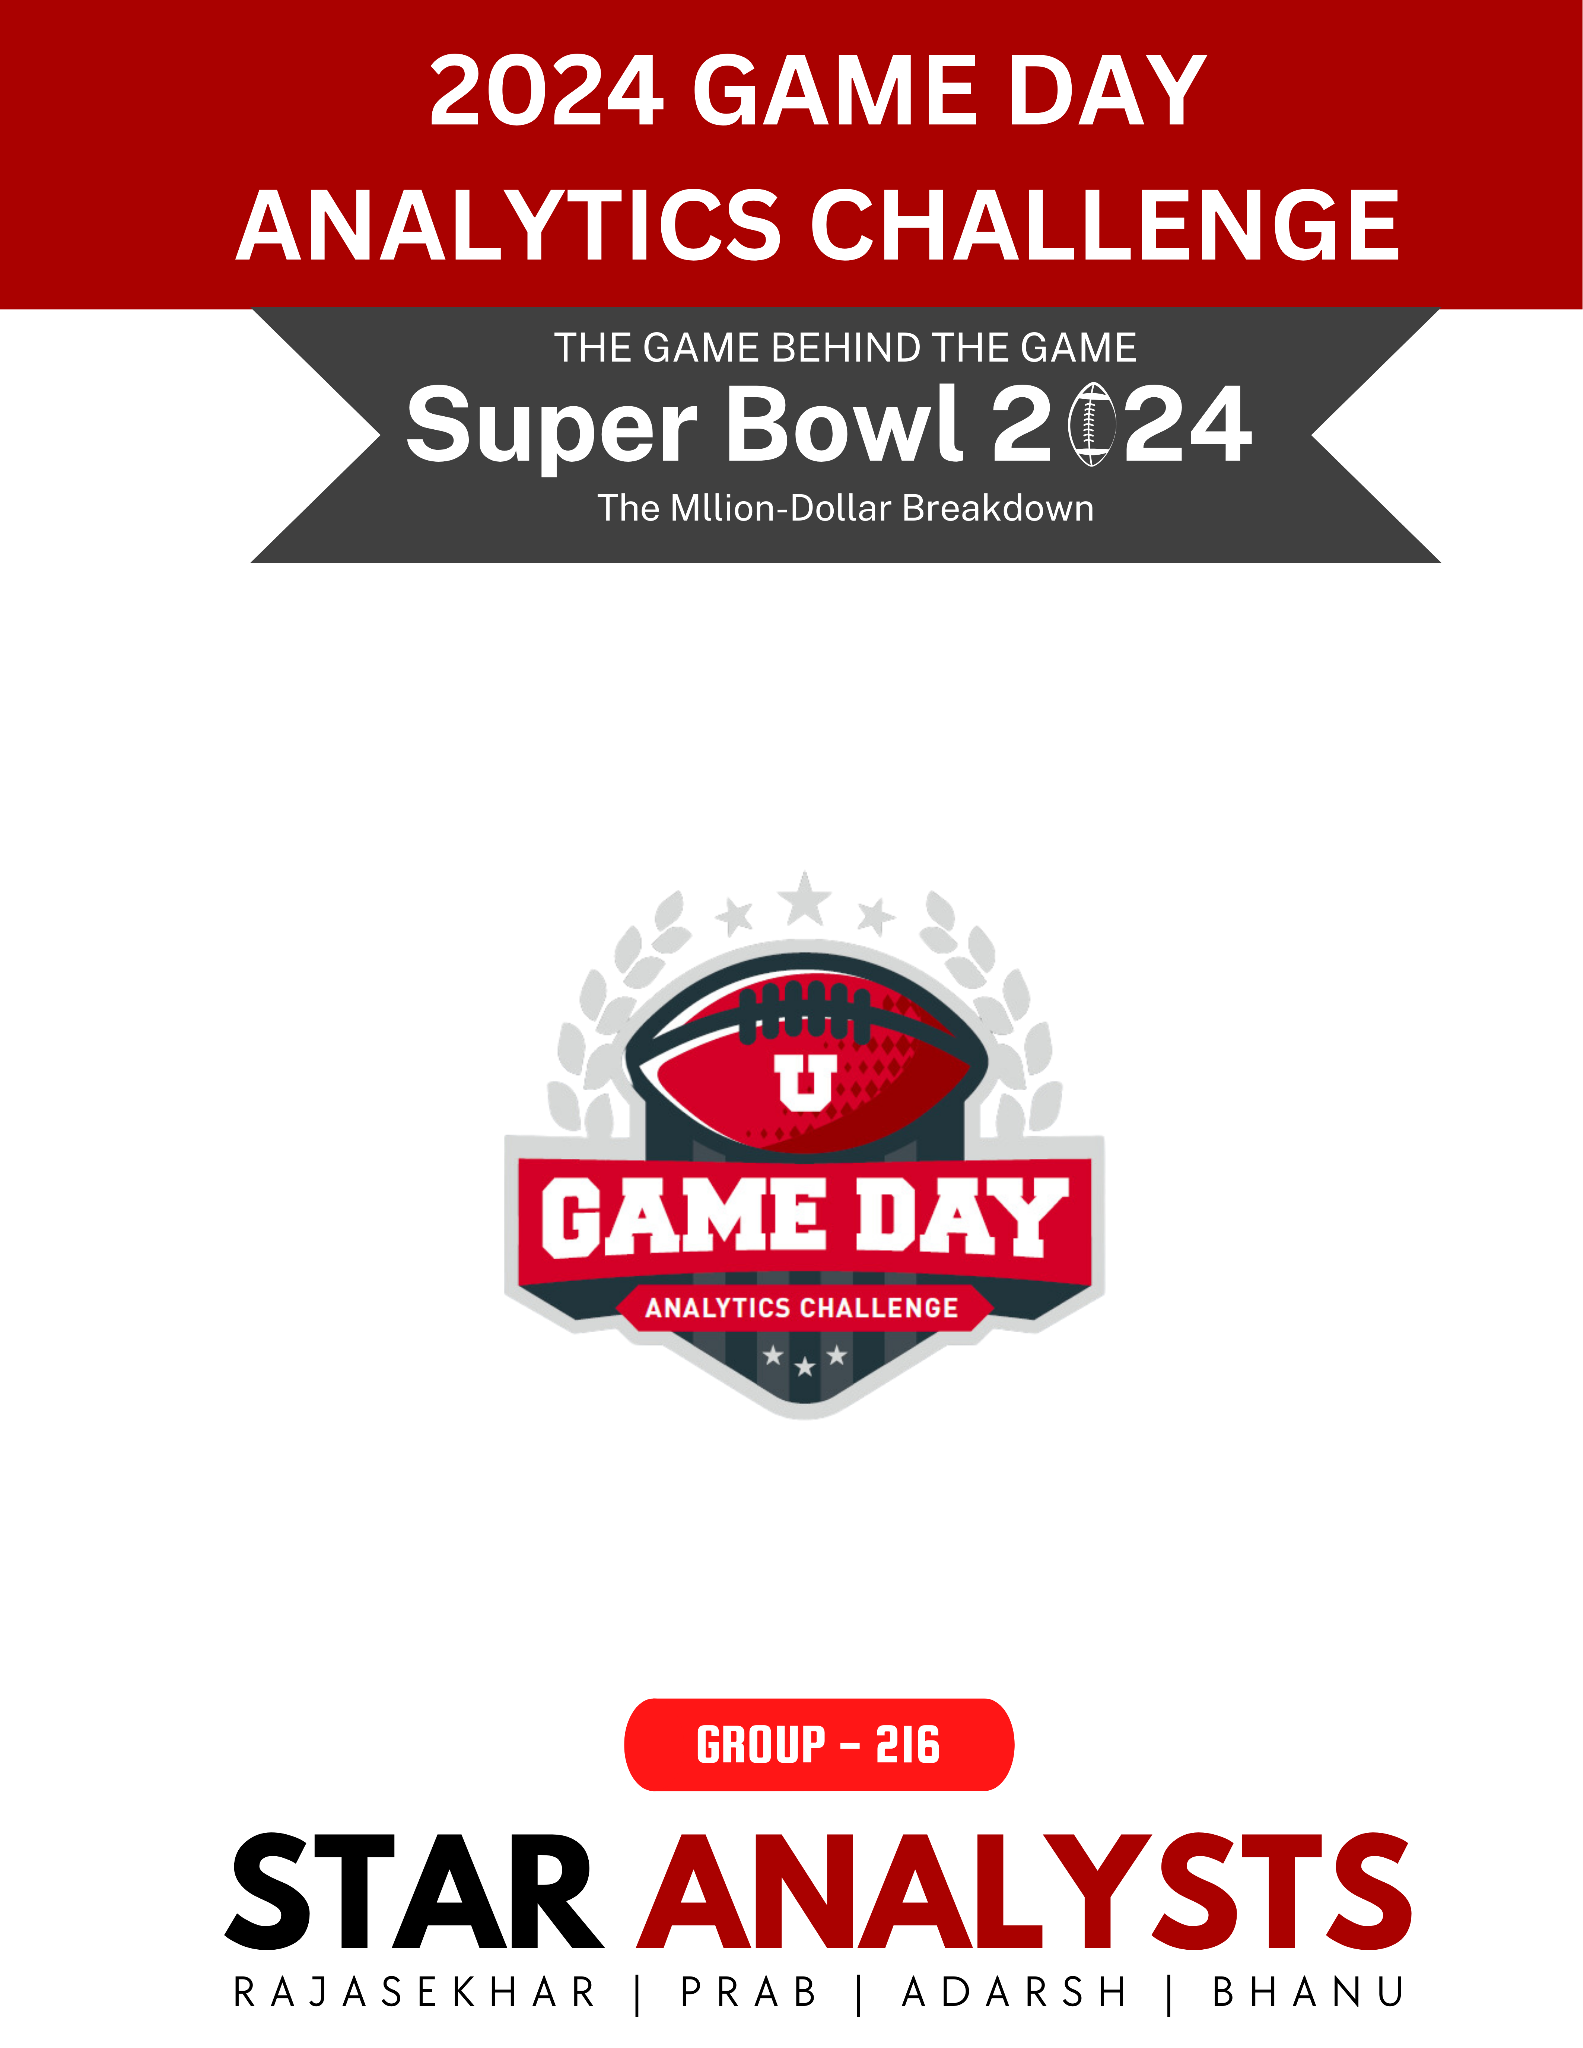 2024 GAME DAY
ANALYTICS CHALLENGE
THE GAME BEHIND THE GAME
Super Bowl 2024
The Mllion-Dollar Breakdown
U
GAME DAY
ANALYTICS CHALLENGE
GROUP - 216
STAR ANALYSTS
RAJASEKHAR | PRAB | ADARSH | BHANU